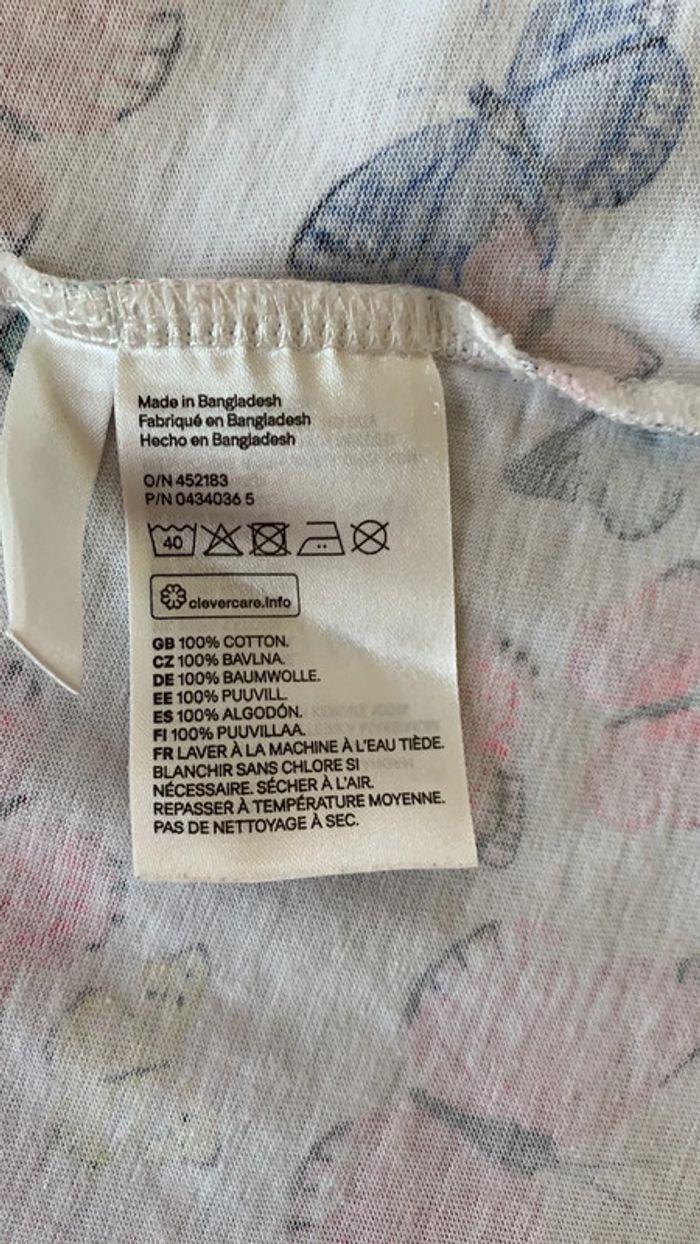 Made in Bangladesh
Fabriqué en Bangladesh
Hecho en Bangladesh
O/N 452183
P/N 0434036 5
40
clevercare.info
GB 100% COTTON.
CZ 100% BAVLNA.
DE 100% BAUMWOLLE.
EE 100% PUUVILL.
ES 100% ALGODÓN.
FI 100% PUUVILLAA.
FR LAVER À LA MACHINE À L'EAU TIÈDE.
BLANCHIR SANS CHLORE SI
NÉCESSAIRE. SÉCHER À L'AIR.
REPASSER À TEMPÉRATURE MOYENNE.
PAS DE NETTOYAGE À SEC.